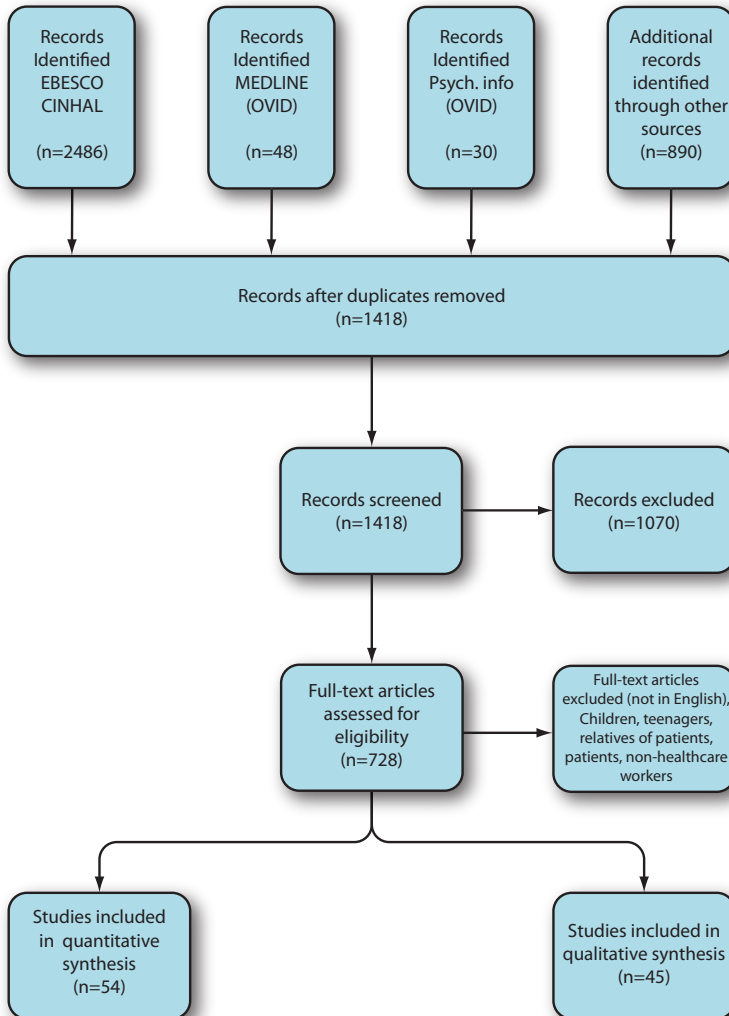 Records
Identified
EBESCO
CINHAL
(n=2486)
Records
Identified
MEDLINE
(OVID)
(n=48)
Records
Identified
Psych. info
(OVID)
(n=30)
Additional
records
identified
through other
sources
(n=890)
Records after duplicates removed
(n=1418)
Records screened
(n=1418)
Records excluded
(n=1070)
Full-text articles
assessed for
eligibility
(n=728)
Full-text articles
excluded (not in English),
Children, teenagers,
relatives of patients,
patients, non-healthcare
workers
Studies included
in quantitative
synthesis
(n=54)
Studies included in
qualitative synthesis
(n=45)